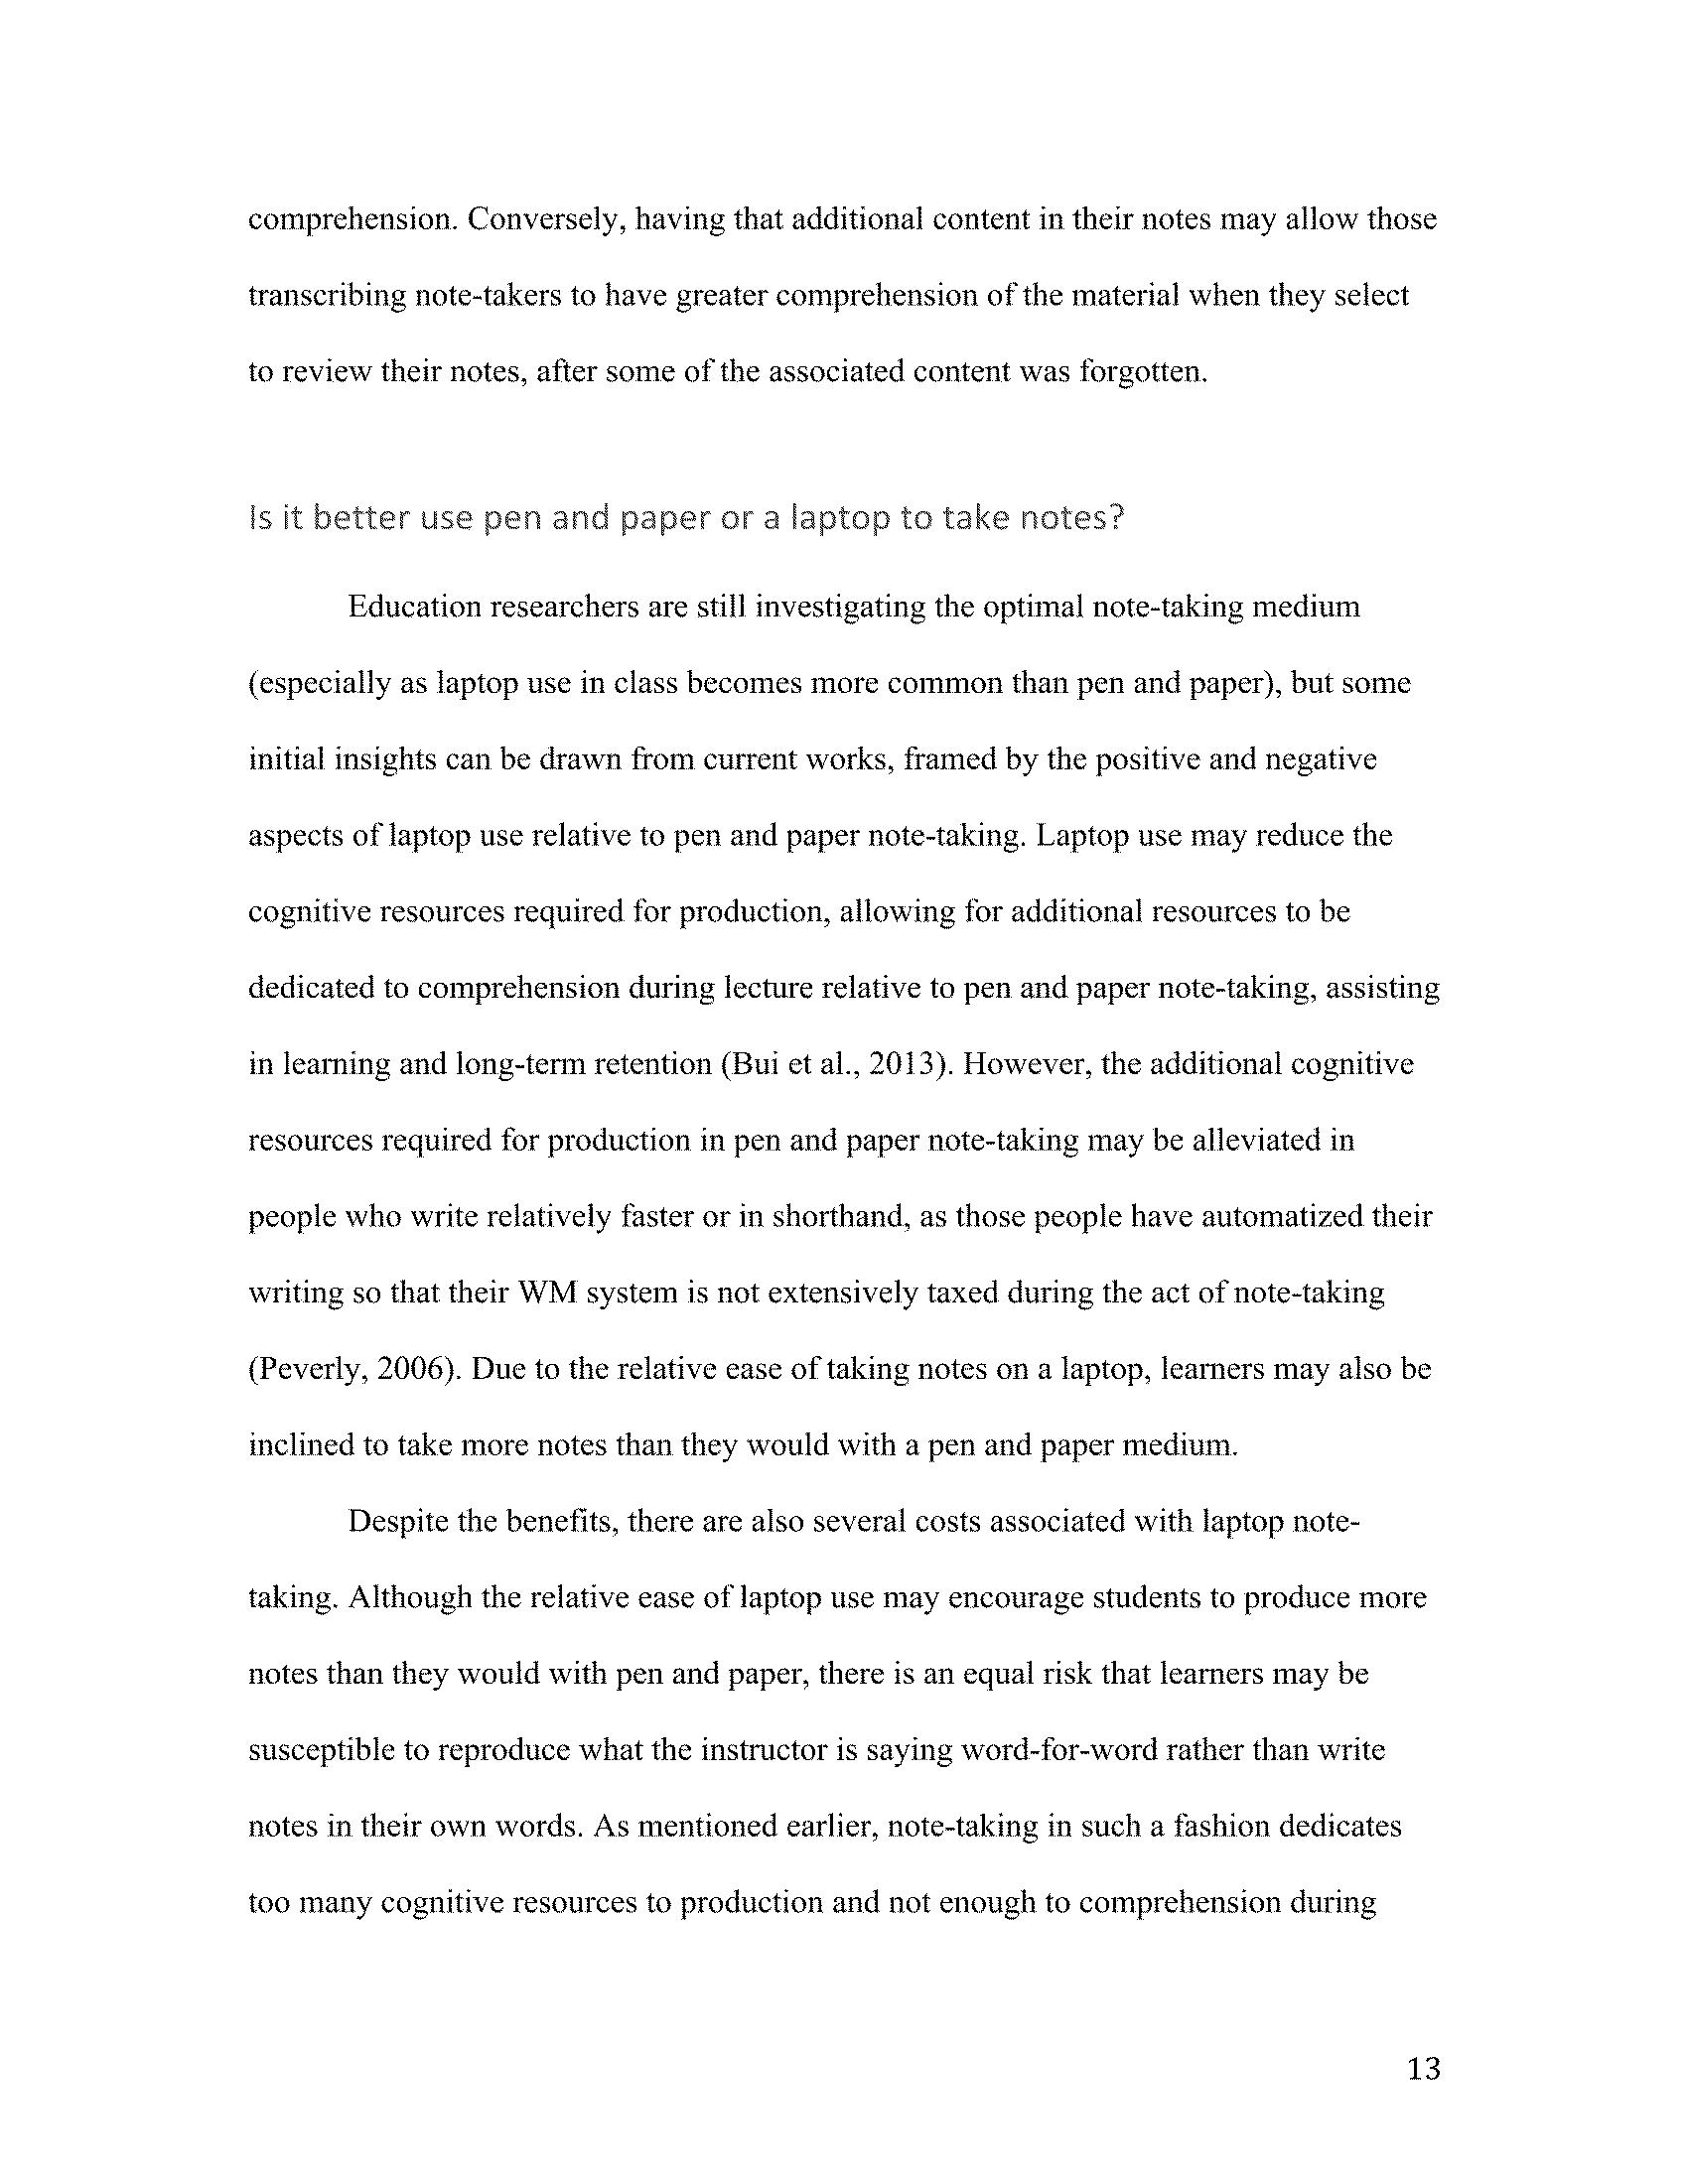 comprehension. Conversely, having that additional content in their notes may allow those
transcribing note-takers to have greater comprehension of the material when they select
to review their notes, after some of the associated content was forgotten.
Is it better use pen and paper or a laptop to take notes?
Education researchers are still investigating the optimal note-taking medium
(especially as laptop use in class becomes more common than pen and paper), but some
initial insights can be drawn from current works, framed by the positive and negative
aspects of laptop use relative to pen and paper note-taking. Laptop use may reduce the
cognitive resources required for production, allowing for additional resources to be
dedicated to comprehension during lecture relative to pen and paper note-taking, assisting
in learning and long-term retention (Bui et al., 2013). However, the additional cognitive
resources required for production in pen and paper note-taking may be alleviated in
people who write relatively faster or in shorthand, as those people have automatized their
writing so that their WM system is not extensively taxed during the act of note-taking
(Peverly, 2006). Due to the relative ease of taking notes on a laptop, learners may also be
inclined to take more notes than they would with a pen and paper medium.
Despite the benefits, there are also several costs associated with laptop note-
taking. Although the relative ease of laptop use may encourage students to produce more
notes than they would with pen and paper, there is an equal risk that learners may be
susceptible to reproduce what the instructor is saying word-for-word rather than write
notes in their own words. As mentioned earlier, note-taking in such a fashion dedicates
too many cognitive resources to production and not enough to comprehension during
13